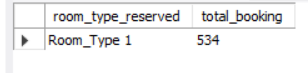 room_type_reserved total_booking
Room_Type 1 534